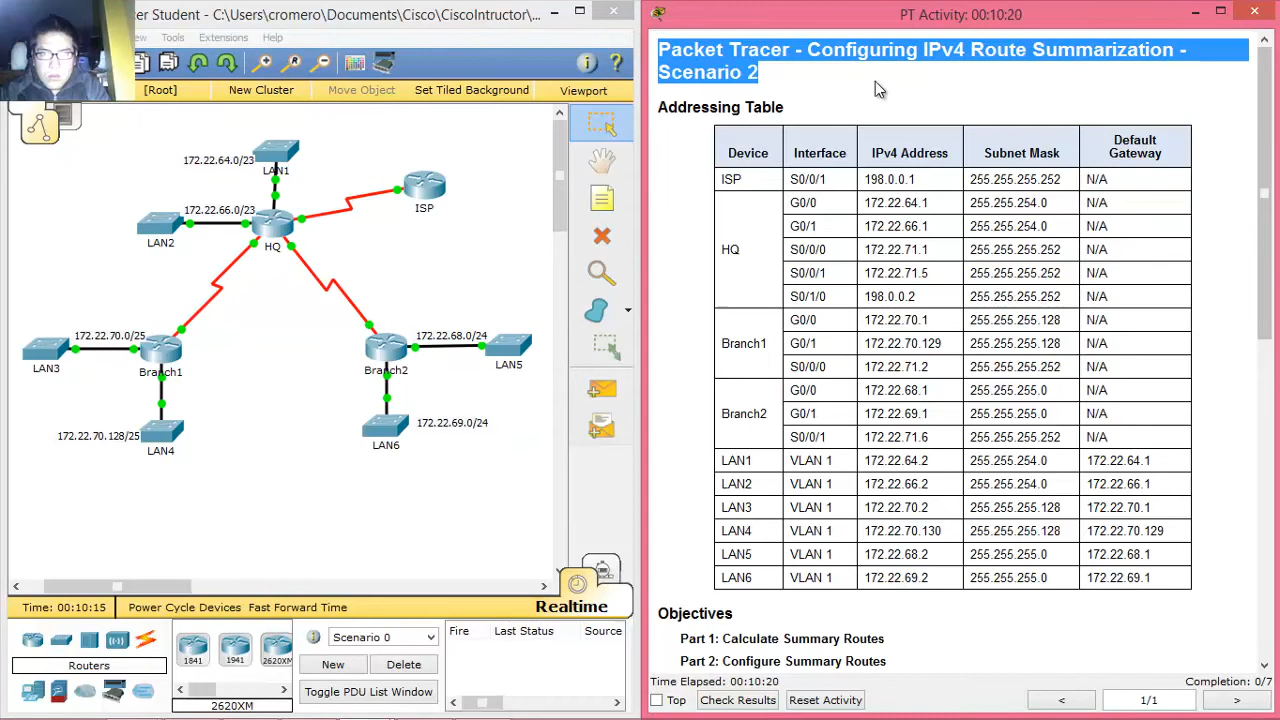 er Student - C:\Users\cromero\Documents\Cisco\CiscoIntructor\...
Tools Extensions Help
[Root] New Cluster Move Object Set Tiled Background Viewport
172.22.64.0/23
LAN1
ISP
172.22.66.0/23
LAN2
HQ
172.22.70.0/25
LAN3
Branch1
172.22.68.0/24
Branch2
LAN5
172.22.70.128/25
LAN4
172.22.69.0/24
LAN6
Time: 00:10:15 Power Cycle Devices Fast Forward Time
Realtime
Routers
1841 1941 2620XM
2620XM
Scenario 0
New Delete
Toggle PDU List Window
Fire Last Status Source
PT Activity: 00:10:20
Packet Tracer - Configuring IPv4 Route Summarization -
Scenario 2
Addressing Table
Device Interface IPv4 Address Subnet Mask Default Gateway
ISP S0/0/1 198.0.0.1 255.255.255.252 N/A
HQ G0/0 172.22.64.1 255.255.254.0 N/A
G0/1 172.22.66.1 255.255.254.0 N/A
S0/0/0 172.22.71.1 255.255.255.252 N/A
S0/0/1 172.22.71.5 255.255.255.252 N/A
S0/1/0 198.0.0.2 255.255.255.252 N/A
Branch1 G0/0 172.22.70.1 255.255.255.128 N/A
G0/1 172.22.70.129 255.255.255.128 N/A
S0/0/0 172.22.71.2 255.255.255.252 N/A
Branch2 G0/0 172.22.68.1 255.255.255.0 N/A
G0/1 172.22.69.1 255.255.255.0 N/A
S0/0/1 172.22.71.6 255.255.255.252 N/A
LAN1 VLAN 1 172.22.64.2 255.255.254.0 172.22.64.1
LAN2 VLAN 1 172.22.66.2 255.255.254.0 172.22.66.1
LAN3 VLAN 1 172.22.70.2 255.255.255.128 172.22.70.1
LAN4 VLAN 1 172.22.70.130 255.255.255.128 172.22.70.129
LAN5 VLAN 1 172.22.68.2 255.255.255.0 172.22.68.1
LAN6 VLAN 1 172.22.69.2 255.255.255.0 172.22.69.1
Objectives
Part 1: Calculate Summary Routes
Part 2: Configure Summary Routes
Time Elapsed: 00:10:20 Completion: 0/7
Top Check Results Reset Activity < 1/1 >